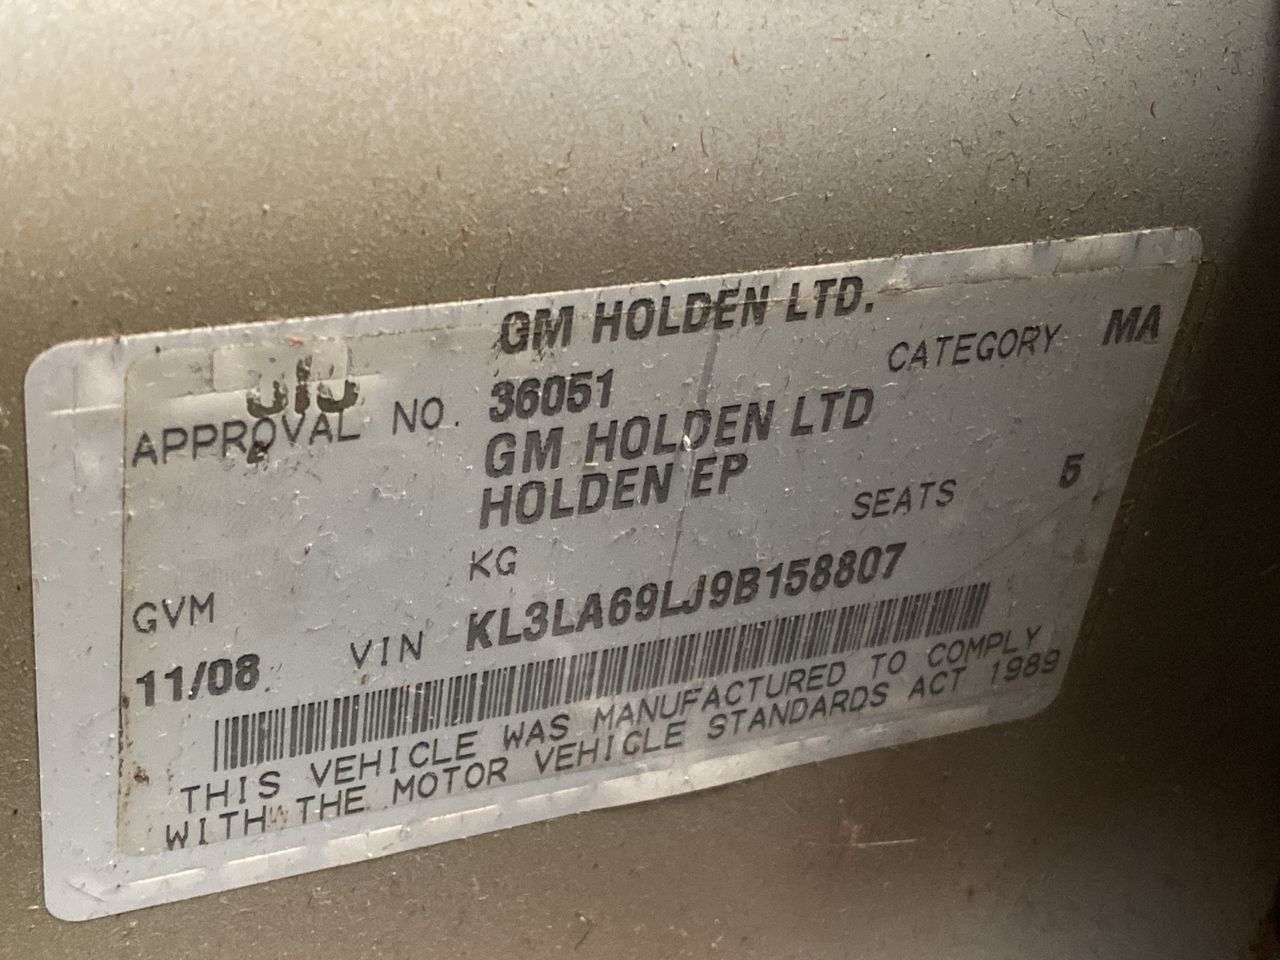 GM HOLDEN LTD.
APPROVAL NO. 36051 CATEGORY MA
GM HOLDEN LTD
HOLDEN EP SEATS 5
GVM KG
11/08 VIN KL3LA69LJ9B158807
THIS VEHICLE WAS MANUFACTURED TO COMPLY
WITH THE MOTOR VEHICLE STANDARDS ACT 1989